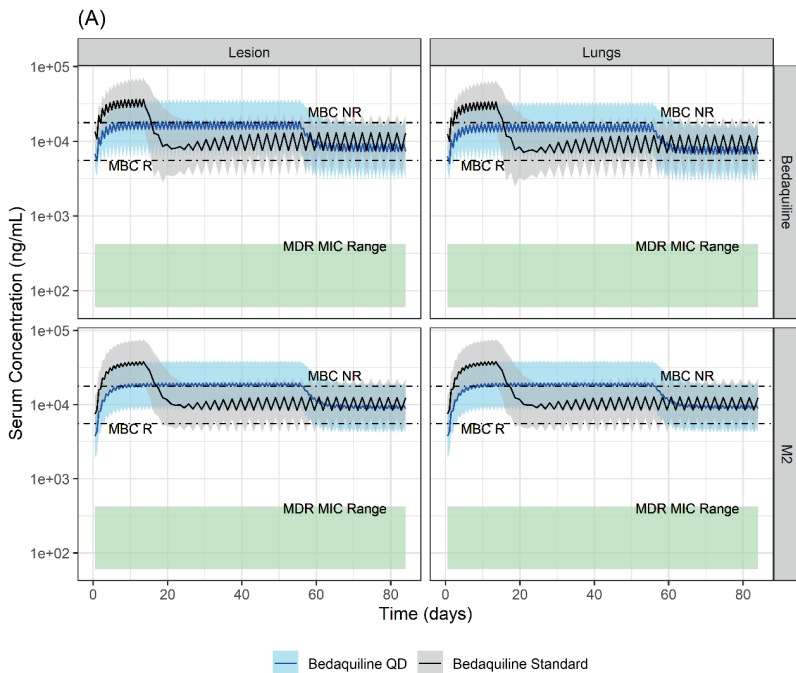 (A)
Lesion
Lungs
Serum Concentration (ng/mL)
1e+05
1e+04
1e+03
1e+02
MBC NR
MBC R
MDR MIC Range
MBC NR
MBC R
MDR MIC Range
Bedaquiline
1e+05
1e+04
1e+03
1e+02
MBC NR
MBC R
MDR MIC Range
MBC NR
MBC R
MDR MIC Range
M2
0 20 40 60 80 0 20 40 60 80
Time (days)
Bedaquiline QD Bedaquiline Standard